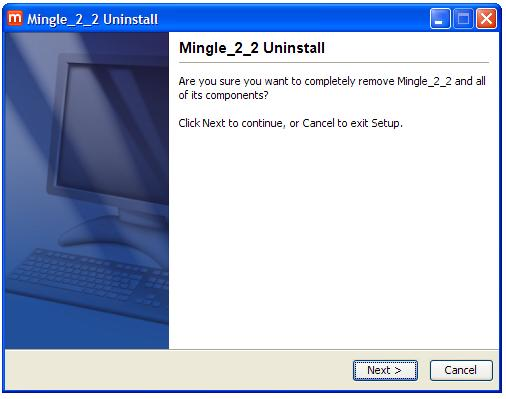 m Mingle_2_2 Uninstall
Mingle_2_2 Uninstall
Are you sure you want to completely remove Mingle_2_2 and all
of its components?
Click Next to continue, or Cancel to exit Setup.
Next >
Cancel